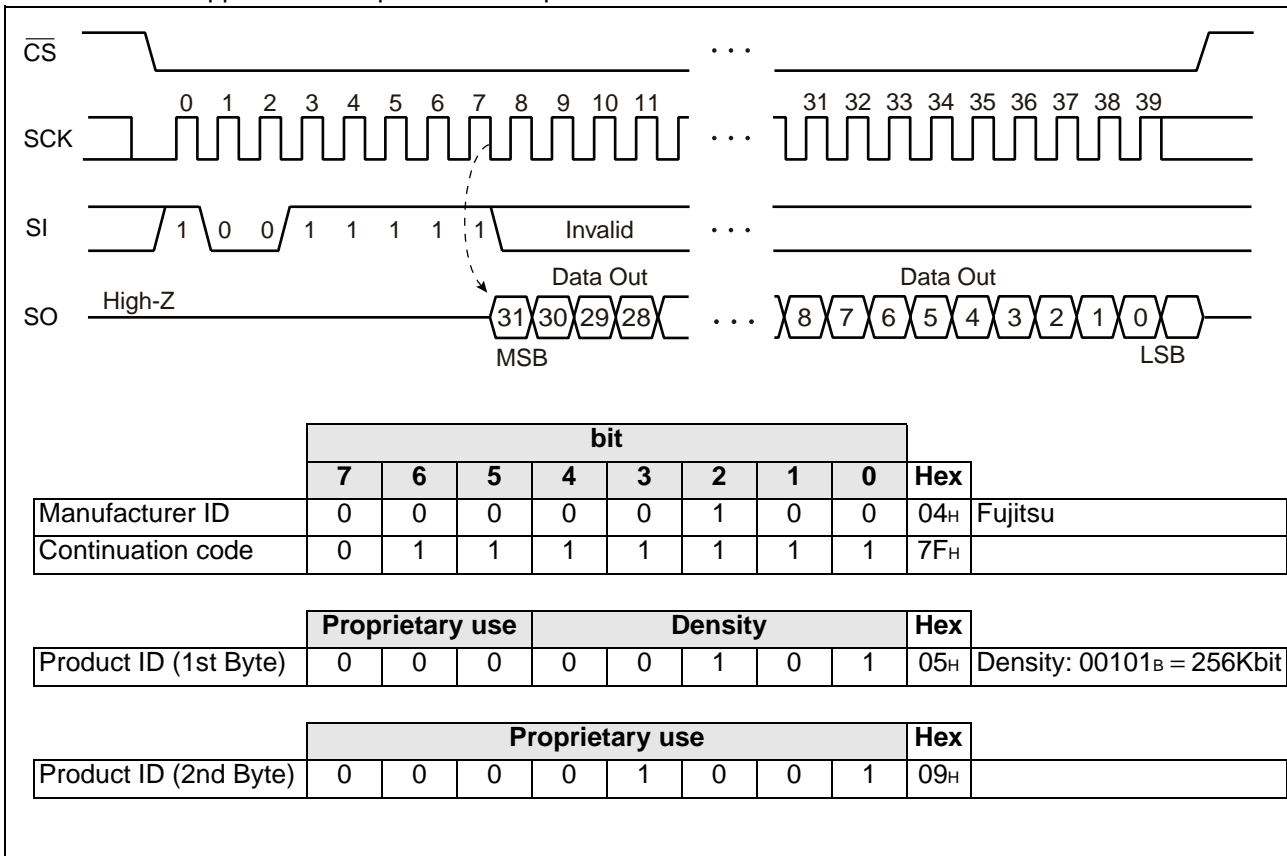 CS
. . .
0 1 2 3 4 5 6 7 8 9 10 11 31 32 33 34 35 36 37 38 39
SCK . . .
SI 1 0 0 1 1 1 1 1 Invalid . . .
Data Out Data Out
High-Z
SO 31 30 29 28 . . . 8 7 6 5 4 3 2 1 0
MSB LSB
bit
7 6 5 4 3 2 1 0 Hex
Manufacturer ID 0 0 0 0 0 1 0 0 04H Fujitsu
Continuation code 0 1 1 1 1 1 1 1 7FH
Proprietary use Density Hex
Product ID (1st Byte) 0 0 0 0 0 1 0 1 05H Density: 00101B = 256Kbit
Proprietary use Hex
Product ID (2nd Byte) 0 0 0 0 1 0 0 1 09H